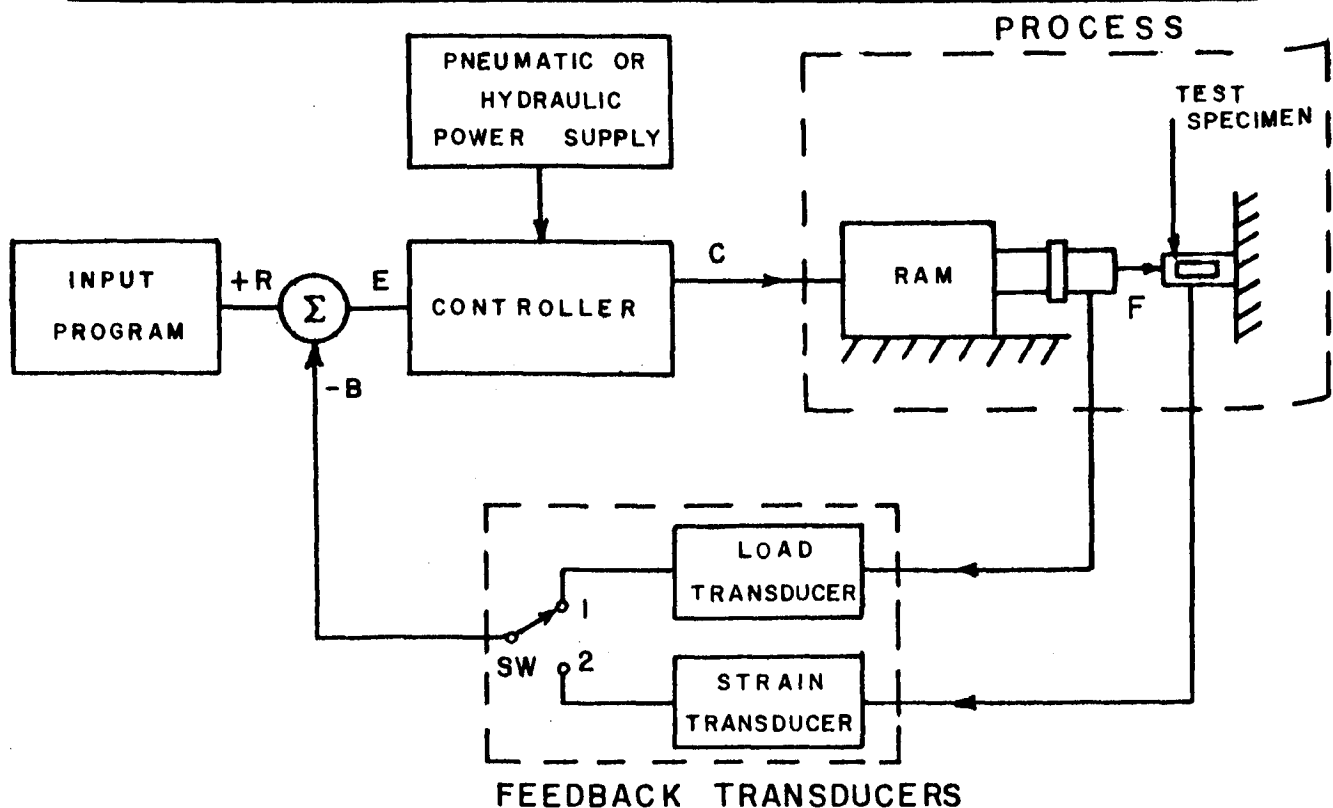 PROCESS
PNEUMATIC OR
HYDRAULIC
POWER SUPPLY
TEST
SPECIMEN
INPUT
PROGRAM
+R
Σ
E
CONTROLLER
C
RAM
F
-B
LOAD
TRANSDUCER
1
SW
2
STRAIN
TRANSDUCER
FEEDBACK TRANSDUCERS